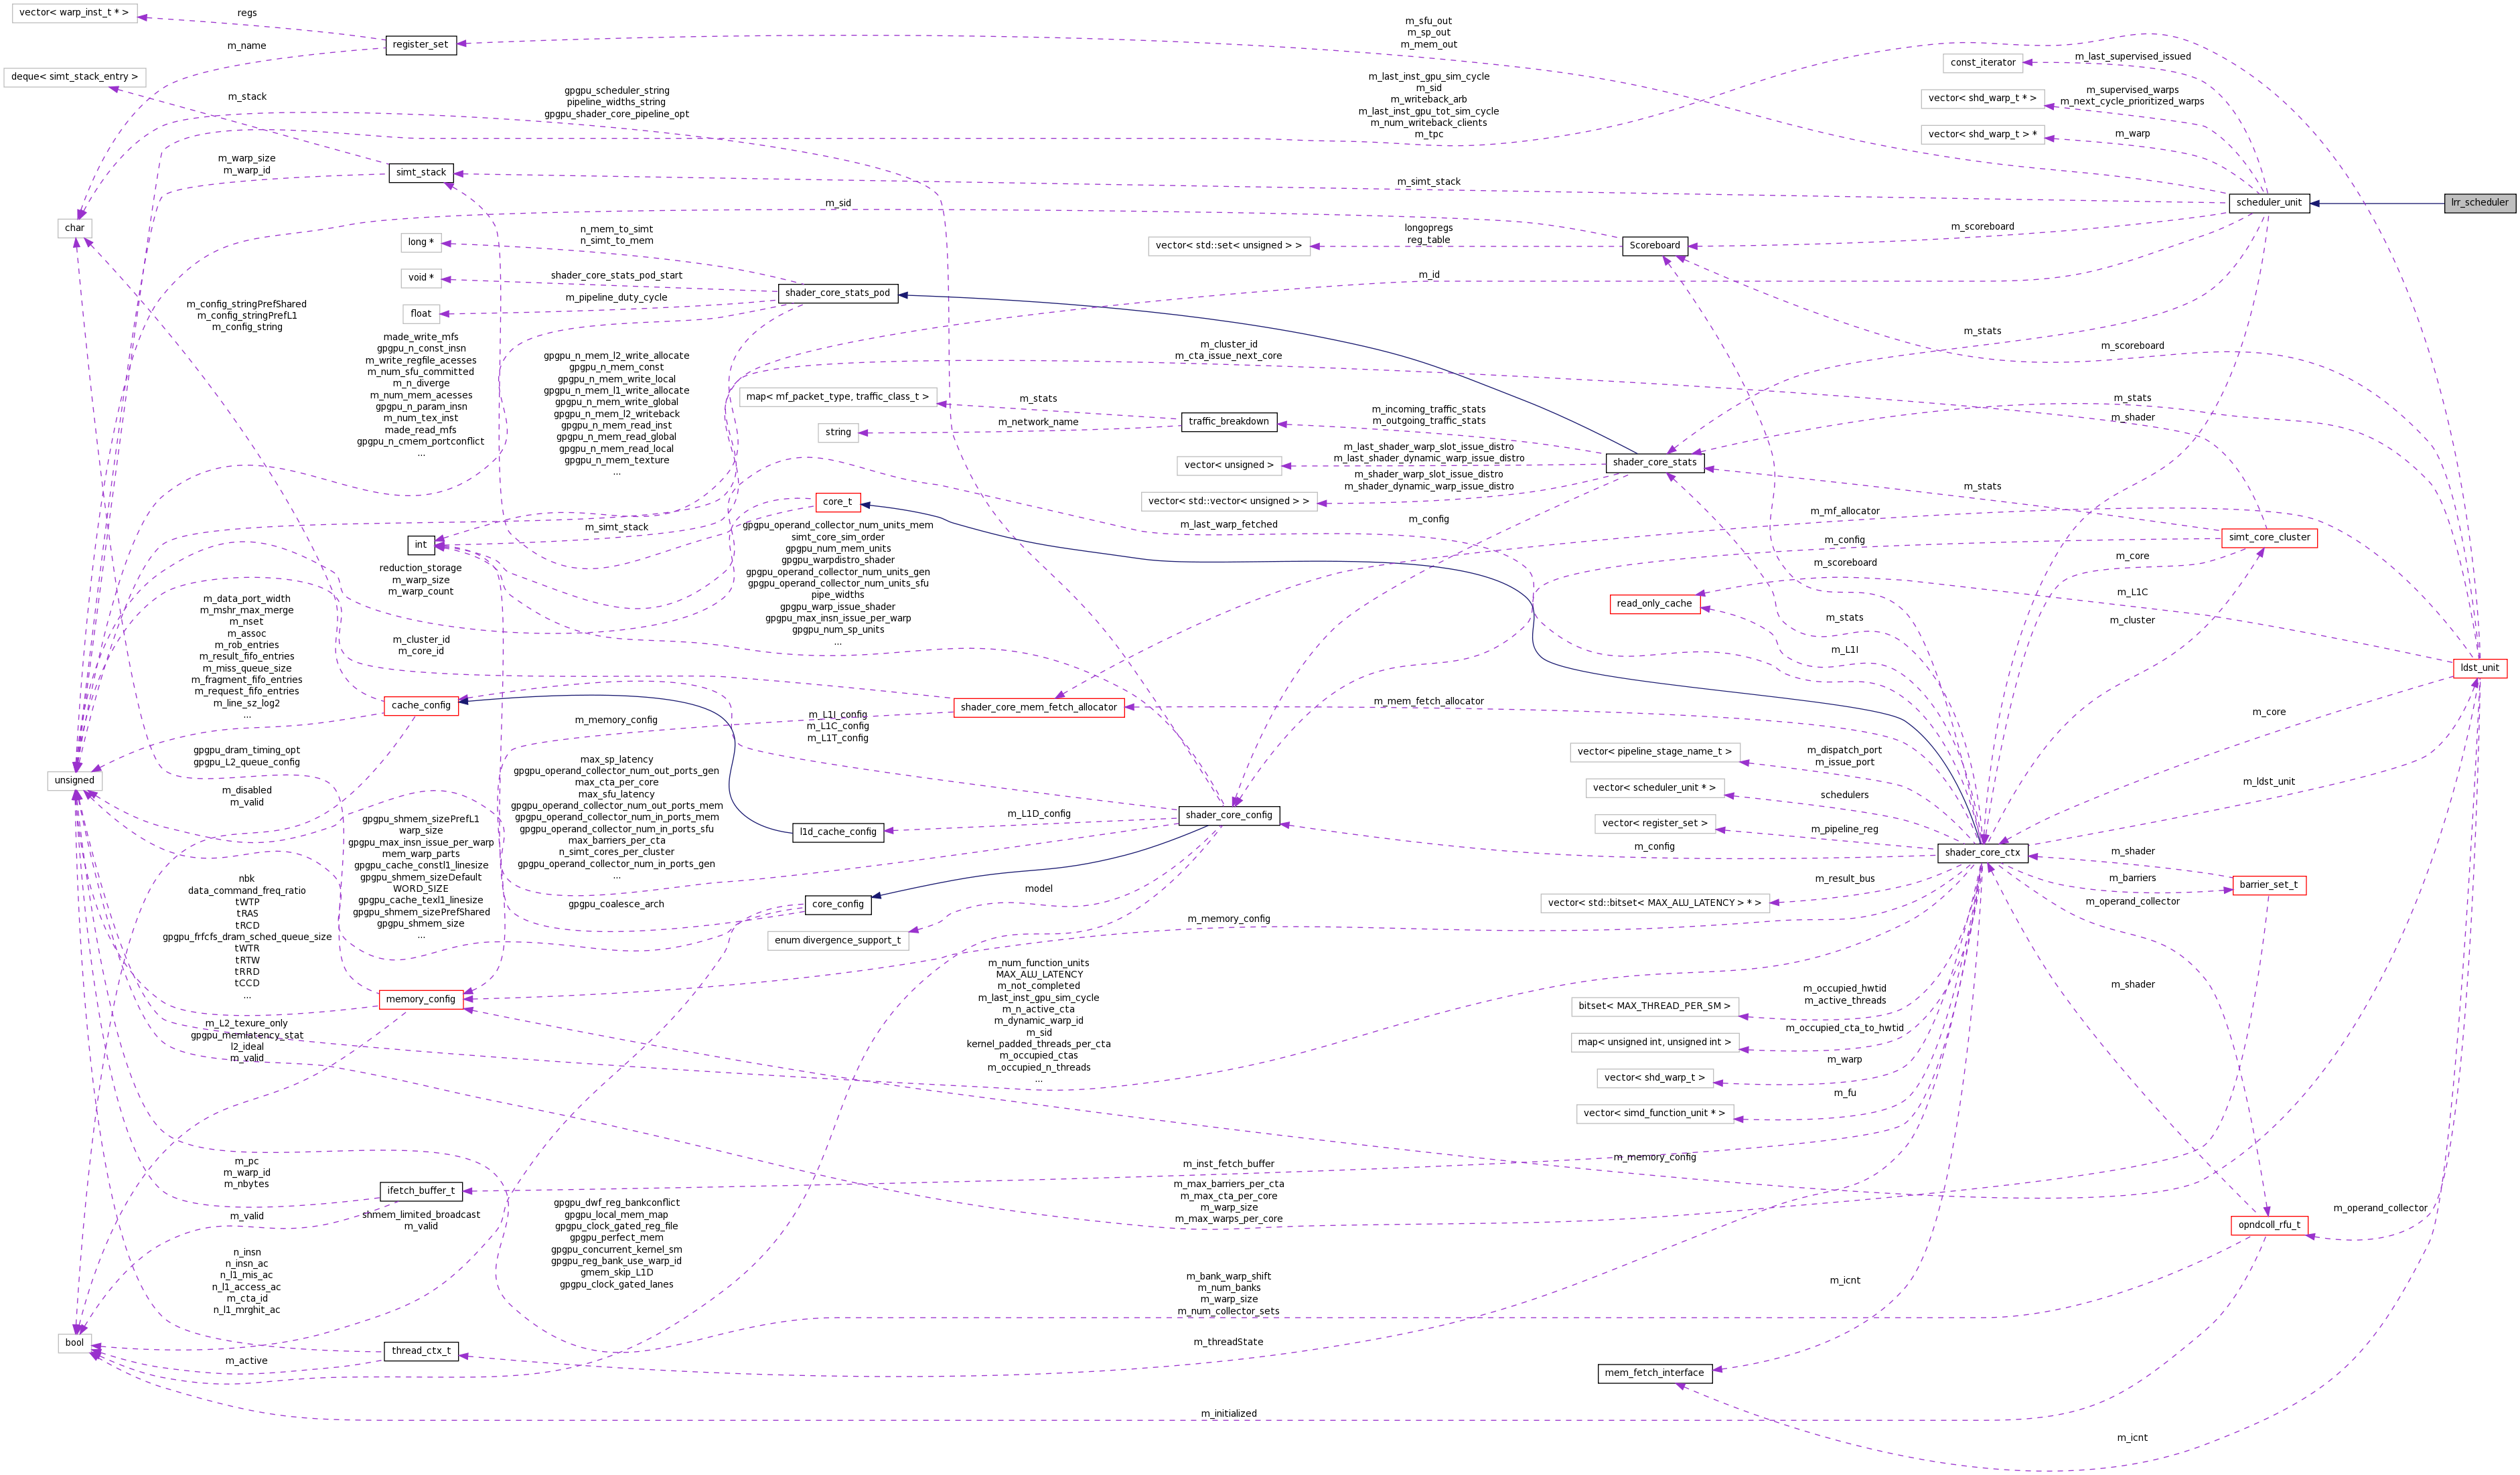 vector< warp_inst_t * >
regs
register_set
m_name
deque< simt_stack_entry >
m_stack
gpgpu_scheduler_string
pipeline_widths_string
gpgpu_shader_core_pipeline_opt
m_sfu_out
m_sp_out
m_mem_out
m_last_inst_gpu_sim_cycle
m_sid
m_writeback_arb
m_last_inst_gpu_tot_sim_cycle
m_num_writeback_clients
m_tpc
const_iterator
m_last_supervised_issued
vector< shd_warp_t * >
m_supervised_warps
m_next_cycle_prioritized_warps
vector< shd_warp_t > *
m_warp
m_warp_size
m_warp_id
simt_stack
m_simt_stack
scheduler_unit
lrr_scheduler
char
m_sid
long *
n_mem_to_simt
n_simt_to_mem
vector< std::set< unsigned > >
longopregs
reg_table
Scoreboard
m_scoreboard
void *
shader_core_stats_pod_start
shader_core_stats_pod
m_id
float
m_pipeline_duty_cycle
m_config_stringPrefShared
m_config_stringPrefL1
m_config_string
m_stats
m_scoreboard
made_write_mfs
gpgpu_n_const_insn
m_write_regfile_acesses
m_num_sfu_committed
m_n_diverge
m_num_mem_acesses
gpgpu_n_param_insn
m_num_tex_inst
made_read_mfs
gpgpu_n_cmem_portconflict
...
gpgpu_n_mem_l2_write_allocate
gpgpu_n_mem_const
gpgpu_n_mem_write_local
gpgpu_n_mem_l1_write_allocate
gpgpu_n_mem_write_global
gpgpu_n_mem_l2_writeback
gpgpu_n_mem_read_inst
gpgpu_n_mem_read_global
gpgpu_n_mem_read_local
gpgpu_n_mem_texture
...
m_cluster_id
m_cta_issue_next_core
map< mf_packet_type, traffic_class_t >
m_stats
string
m_network_name
traffic_breakdown
m_incoming_traffic_stats
m_outgoing_traffic_stats
m_stats
m_shader
vector< unsigned >
m_last_shader_warp_slot_issue_distro
m_last_shader_dynamic_warp_issue_distro
shader_core_stats
vector< std::vector< unsigned > >
m_shader_warp_slot_issue_distro
m_shader_dynamic_warp_issue_distro
m_stats
core_t
m_simt_stack
m_last_warp_fetched
m_config
m_mf_allocator
m_config
simt_core_cluster
int
reduction_storage
m_warp_size
m_warp_count
gpgpu_operand_collector_num_units_mem
simt_core_sim_order
gpgpu_num_mem_units
gpgpu_warpdistro_shader
gpgpu_operand_collector_num_units_gen
gpgpu_operand_collector_num_units_sfu
pipe_widths
gpgpu_warp_issue_shader
gpgpu_max_insn_issue_per_warp
gpgpu_num_sp_units
...
m_core
m_scoreboard
m_L1C
read_only_cache
m_stats
m_cluster
m_data_port_width
m_mshr_max_merge
m_nset
m_assoc
m_rob_entries
m_result_fifo_entries
m_miss_queue_size
m_fragment_fifo_entries
m_request_fifo_entries
m_line_sz_log2
...
m_cluster_id
m_core_id
m_L1I
ldst_unit
cache_config
shader_core_mem_fetch_allocator
m_mem_fetch_allocator
m_core
m_memory_config
m_L1I_config
m_L1C_config
m_L1T_config
gpgpu_dram_timing_opt
gpgpu_L2_queue_config
vector< pipeline_stage_name_t >
m_dispatch_port
m_issue_port
unsigned
m_ldst_unit
m_disabled
m_valid
max_sp_latency
gpgpu_operand_collector_num_out_ports_gen
max_cta_per_core
max_sfu_latency
gpgpu_operand_collector_num_out_ports_mem
gpgpu_operand_collector_num_in_ports_mem
gpgpu_operand_collector_num_in_ports_sfu
max_barriers_per_cta
n_simt_cores_per_cluster
gpgpu_operand_collector_num_in_ports_gen
...
vector< scheduler_unit * >
schedulers
m_L1D_config
shader_core_config
l1d_cache_config
vector< register_set >
m_pipeline_reg
gpgpu_shmem_sizePrefL1
warp_size
gpgpu_max_insn_issue_per_warp
mem_warp_parts
gpgpu_cache_constl1_linesize
gpgpu_shmem_sizeDefault
WORD_SIZE
gpgpu_cache_texl1_linesize
gpgpu_shmem_sizePrefShared
gpgpu_shmem_size
...
m_config
shader_core_ctx
m_shader
m_barriers
barrier_set_t
m_result_bus
vector< std::bitset< MAX_ALU_LATENCY > * >
m_operand_collector
gpgpu_coalesce_arch
core_config
model
enum divergence_support_t
m_memory_config
nbk
data_command_freq_ratio
tWTP
tRAS
tRCD
gpgpu_frfcfs_dram_sched_queue_size
tWTR
tRTW
tRRD
tCCD
...
memory_config
m_num_function_units
MAX_ALU_LATENCY
m_not_completed
m_last_inst_gpu_sim_cycle
m_n_active_cta
m_dynamic_warp_id
m_sid
kernel_padded_threads_per_cta
m_occupied_ctas
m_occupied_n_threads
...
m_occupied_hwtid
m_active_threads
bitset< MAX_THREAD_PER_SM >
m_shader
m_L2_texure_only
gpgpu_memlatency_stat
l2_ideal
m_valid
m_occupied_cta_to_hwtid
map< unsigned int, unsigned int >
m_warp
vector< shd_warp_t >
m_fu
vector< simd_function_unit * >
m_pc
m_warp_id
m_nbytes
ifetch_buffer_t
m_inst_fetch_buffer
m_memory_config
m_max_barriers_per_cta
m_max_cta_per_core
m_warp_size
m_max_warps_per_core
m_valid
shmem_limited_broadcast
m_valid
gpgpu_dwf_reg_bankconflict
gpgpu_local_mem_map
gpgpu_clock_gated_reg_file
gpgpu_perfect_mem
gpgpu_concurrent_kernel_sm
gpgpu_reg_bank_use_warp_id
gmem_skip_L1D
gpgpu_clock_gated_lanes
m_operand_collector
opndcoll_rfu_t
n_insn
n_insn_ac
n_l1_mis_ac
n_l1_access_ac
m_cta_id
n_l1_mrghit_ac
m_bank_warp_shift
m_num_banks
m_warp_size
m_num_collector_sets
m_icnt
bool
thread_ctx_t
m_active
m_threadState
mem_fetch_interface
m_initialized
m_icnt